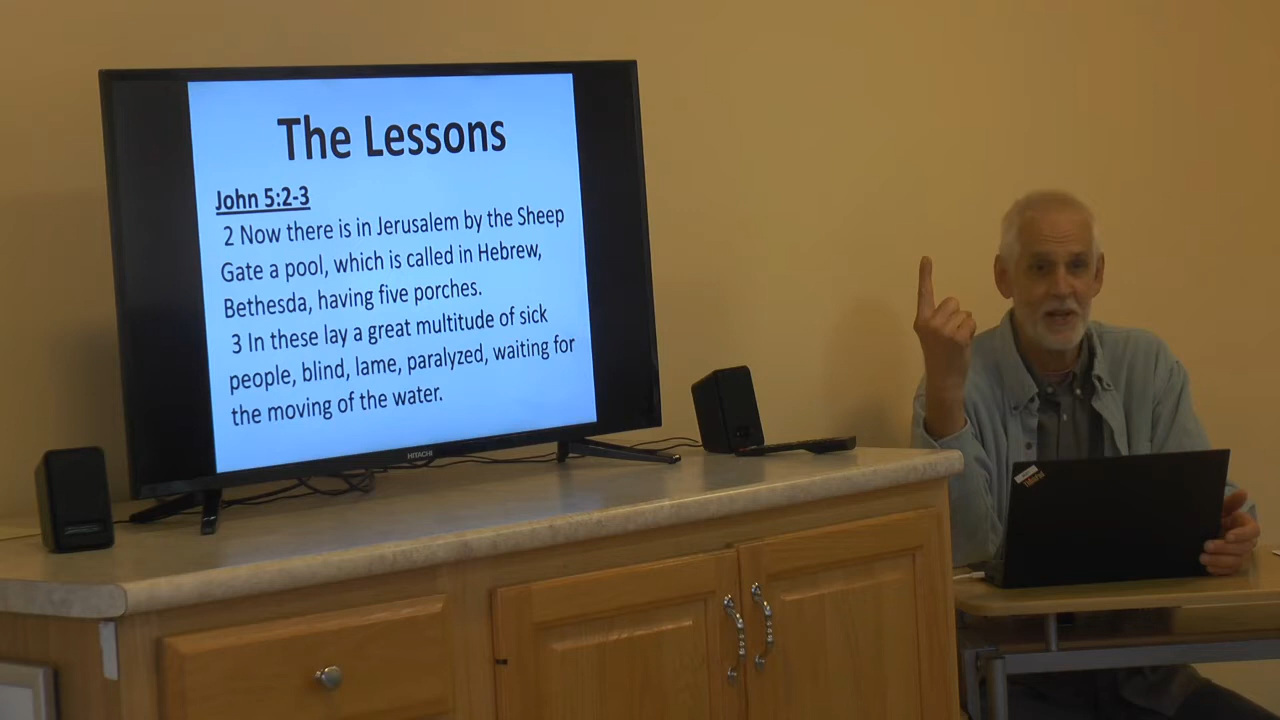 The Lessons
John 5:2-3
2 Now there is in Jerusalem by the Sheep
Gate a pool, which is called in Hebrew,
Bethesda, having five porches.
3 In these lay a great multitude of sick
people, blind, lame, paralyzed, waiting for
the moving of the water.
HITACHI